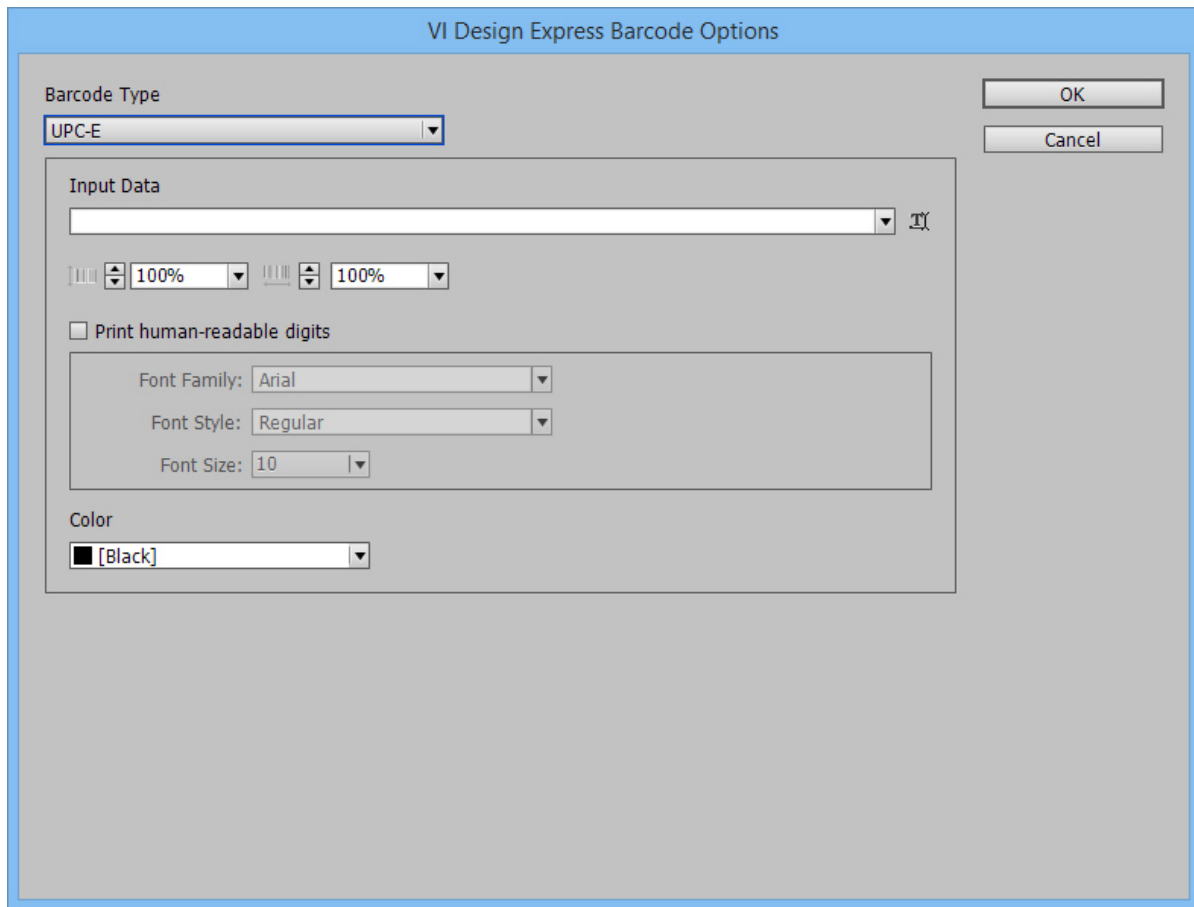 VI Design Express Barcode Options
Barcode Type
OK
UPC-E
Cancel
Input Data
100% 100%
Print human-readable digits
Font Family: Arial
Font Style: Regular
Font Size: 10
Color
[Black]